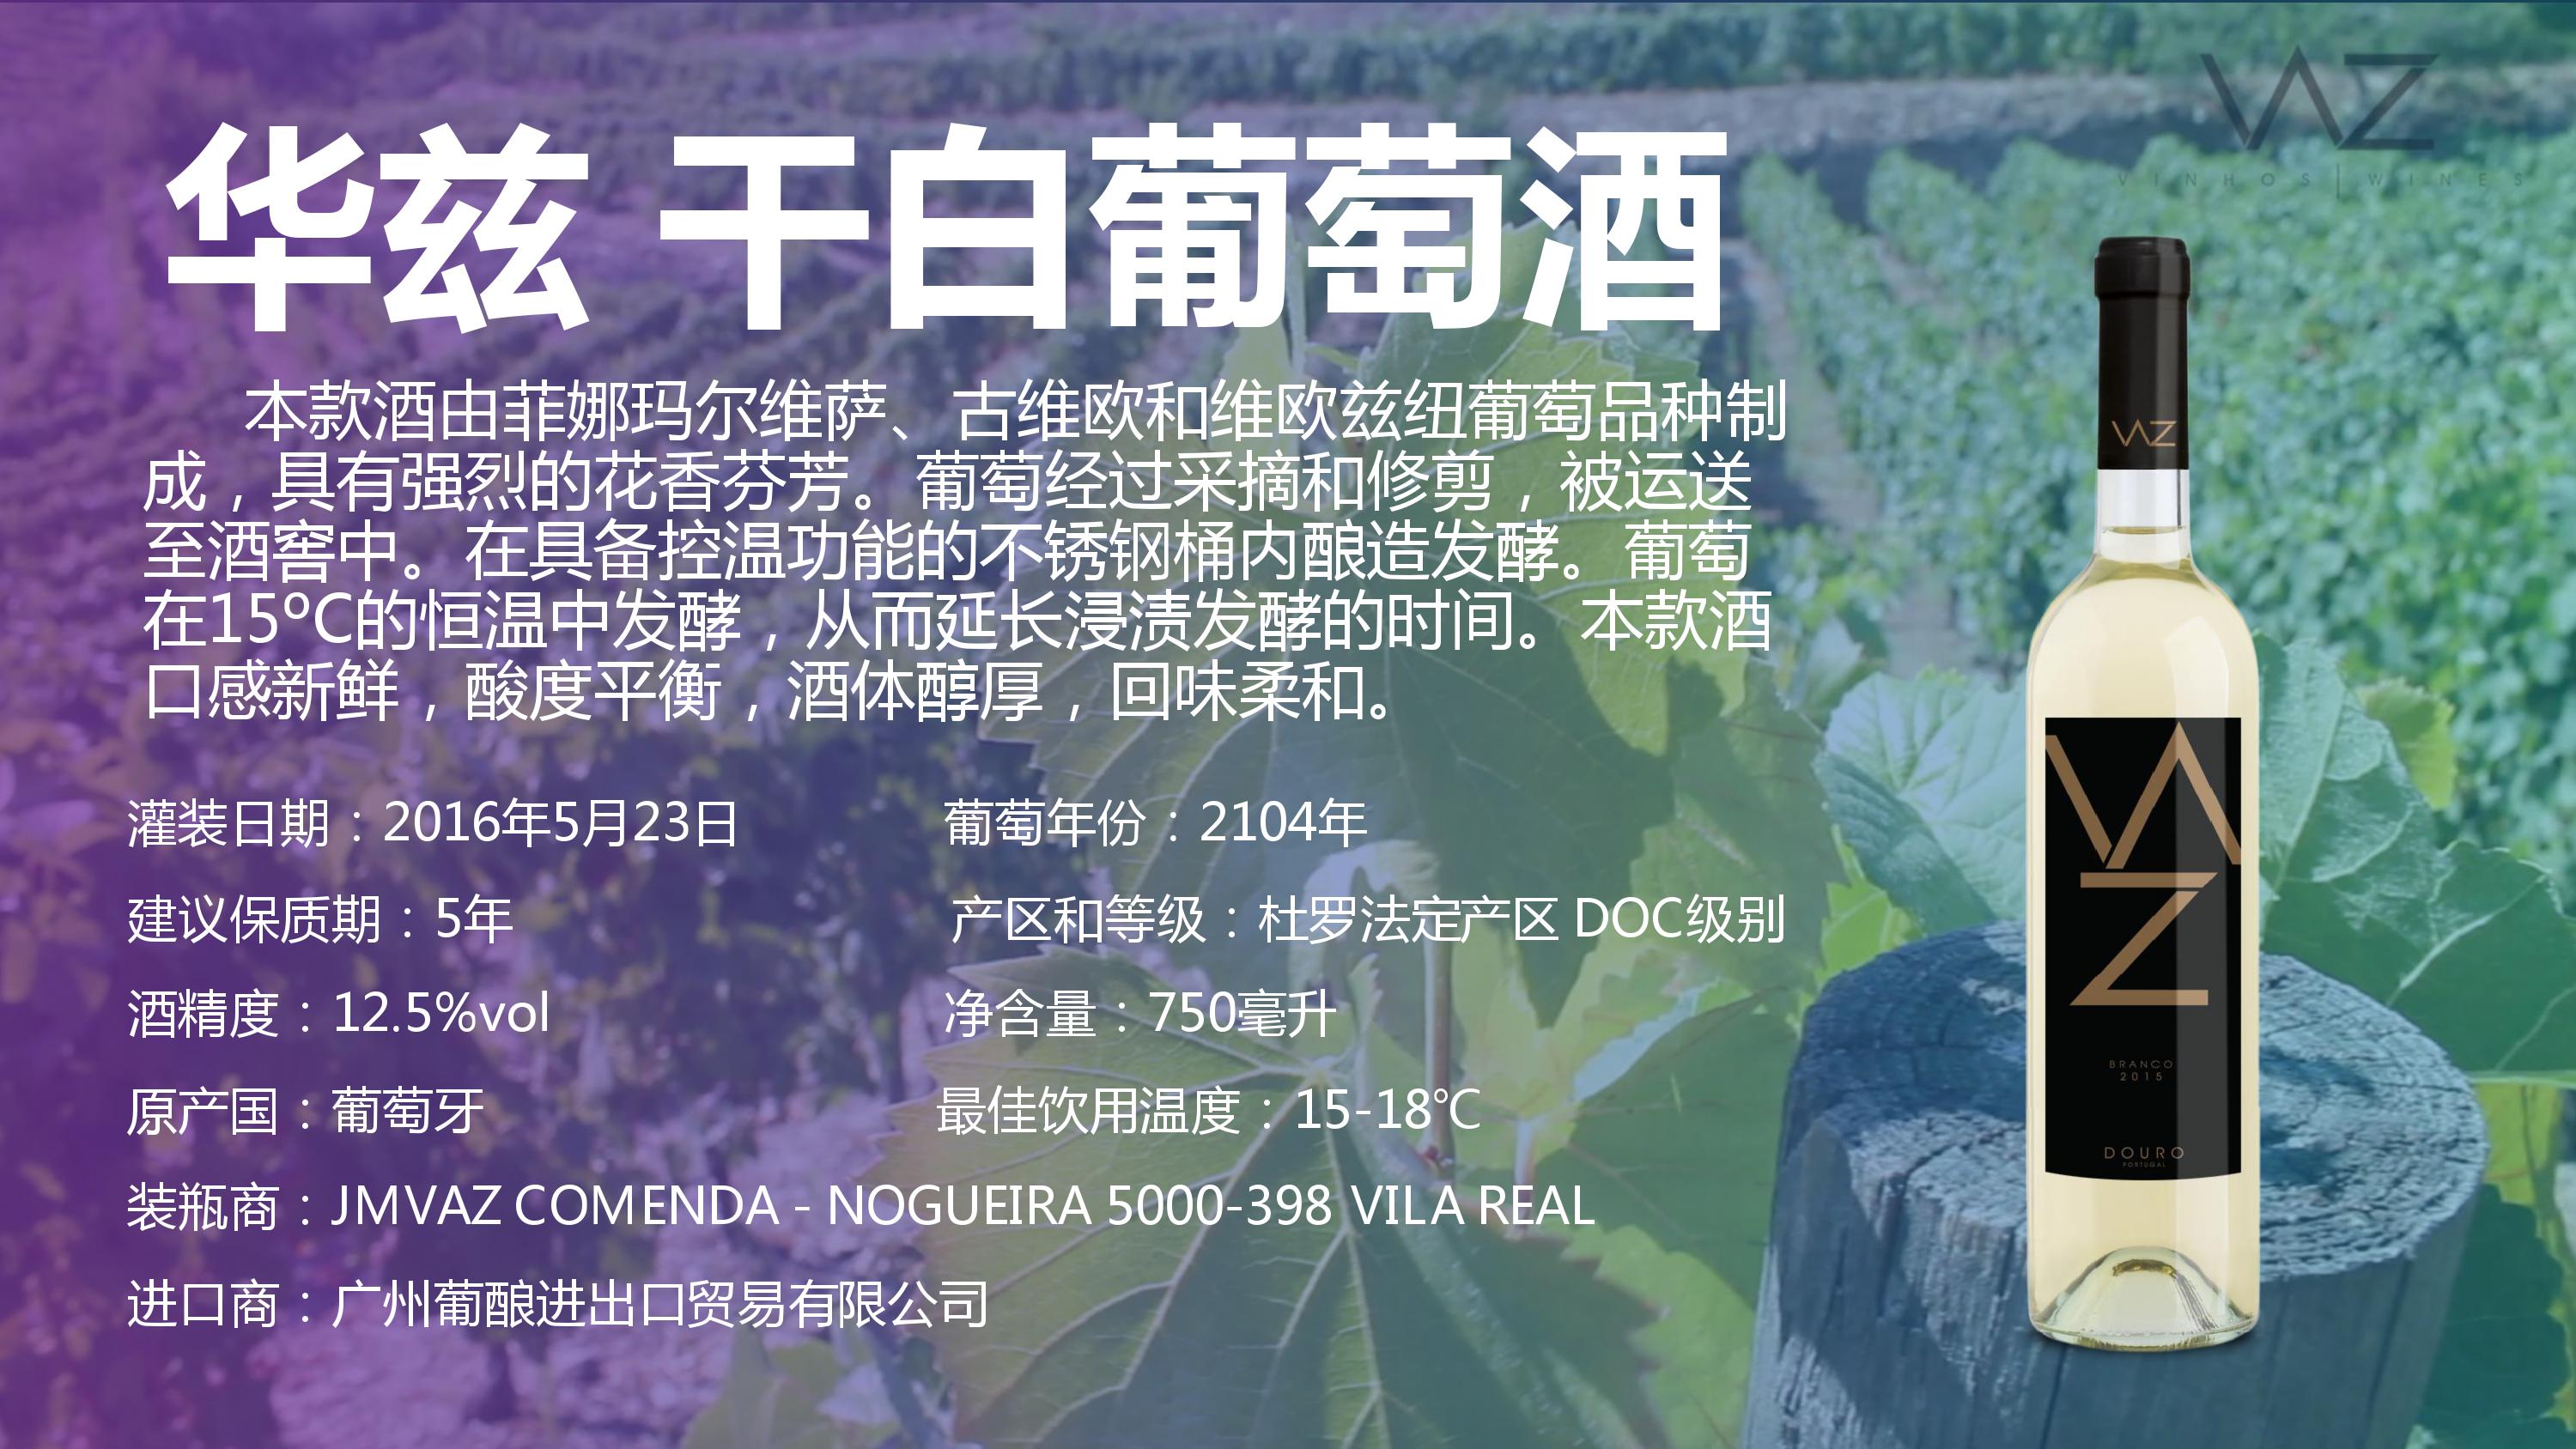 VAZ
VINHOS | WINES
华兹 干白葡萄酒
本款酒由菲娜玛尔维萨、古维欧和维欧兹纽葡萄品种制
成，具有强烈的花香芬芳。葡萄经过采摘和修剪，被运送
至酒窖中。在具备控温功能的不锈钢桶内酿造发酵。葡萄
在15ºC的恒温中发酵，从而延长浸渍发酵的时间。本款酒
口感新鲜，酸度平衡，酒体醇厚，回味柔和。
灌装日期：2016年5月23日
葡萄年份：2104年
建议保质期：5年
产区和等级：杜罗法定产区 DOC级别
酒精度：12.5%vol
净含量：750毫升
原产国：葡萄牙
最佳饮用温度：15-18℃
装瓶商：JMVAZ COMENDA - NOGUEIRA 5000-398 VILA REAL
进口商：广州葡酿进出口贸易有限公司
VAZ
VA
Z
BRANCO
2015
DOURO
PORTUGAL